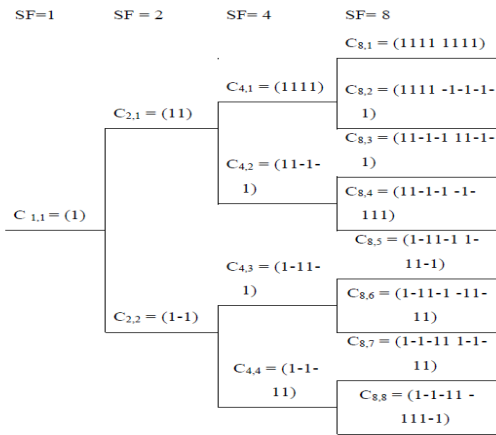 SF=1 SF = 2 SF= 4 SF= 8
C8,1 = (1111 1111)
C4,1 = (1111)
C8,2 = (1111 -1-1-1-
1)
C2,1 = (11)
C8,3 = (11-1-1 11-1-
1)
C4,2 = (11-1-
1)
C8,4 = (11-1-1 -1-
111)
C 1,1 = (1)
C8,5 = (1-11-1 1-
11-1)
C4,3 = (1-11-
1)
C8,6 = (1-11-1 -11-
11)
C2,2 = (1-1)
C8,7 = (1-1-11 1-1-
11)
C4,4 = (1-1-
11)
C8,8 = (1-1-11 -
111-1)